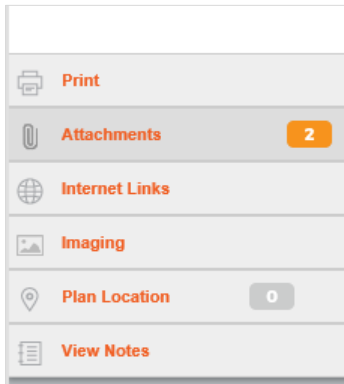 Print
Attachments 2
Internet Links
Imaging
Plan Location 0
View Notes